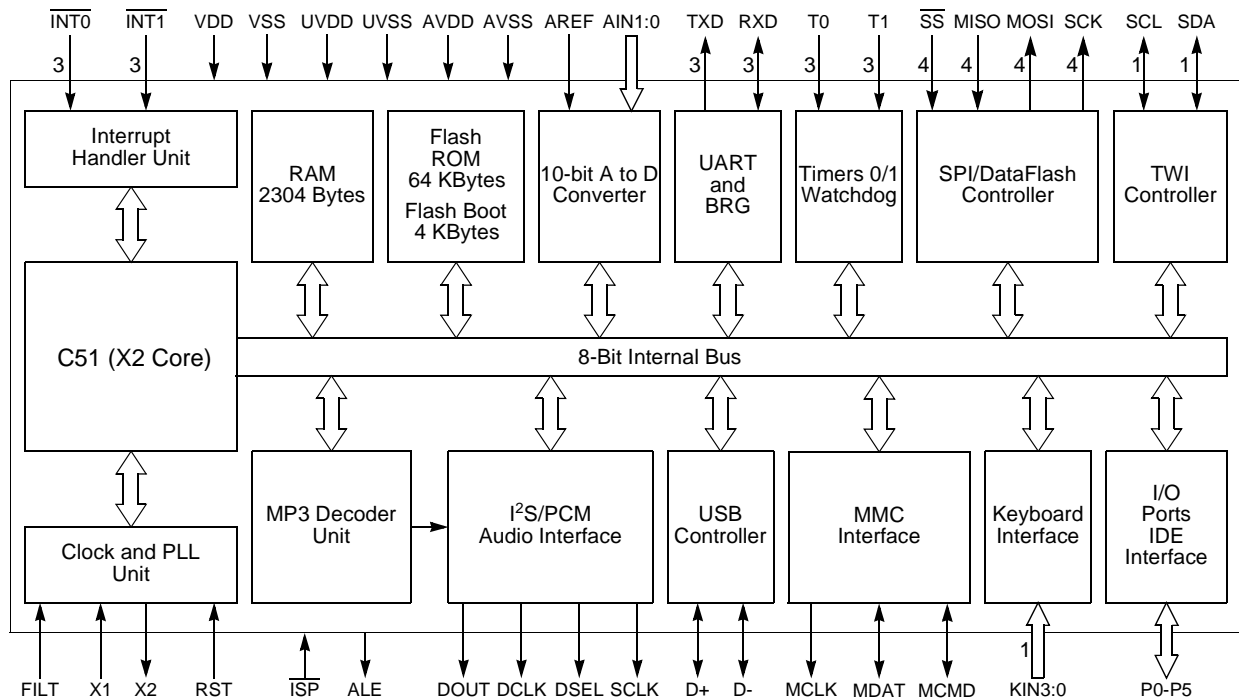 INT0 INT1 VDD VSS UVDD UVSS AVDD AVSS AREF AIN1:0 TXD RXD T0 T1 SS MISO MOSI SCK SCL SDA
3 3 3 3 3 3 4 4 4 4 1 1
Interrupt
Handler Unit
RAM
2304 Bytes
Flash
ROM
64 KBytes
Flash Boot
4 KBytes
10-bit A to D
Converter
UART
and
BRG
Timers 0/1
Watchdog
SPI/DataFlash
Controller
TWI
Controller
C51 (X2 Core)
8-Bit Internal Bus
Clock and PLL
Unit
MP3 Decoder
Unit
I²S/PCM
Audio Interface
USB
Controller
MMC
Interface
Keyboard
Interface
I/O
Ports
IDE
Interface
1
FILT X1 X2 RST ISP ALE DOUT DCLK DSEL SCLK D+ D- MCLK MDAT MCMD KIN3:0 P0-P5